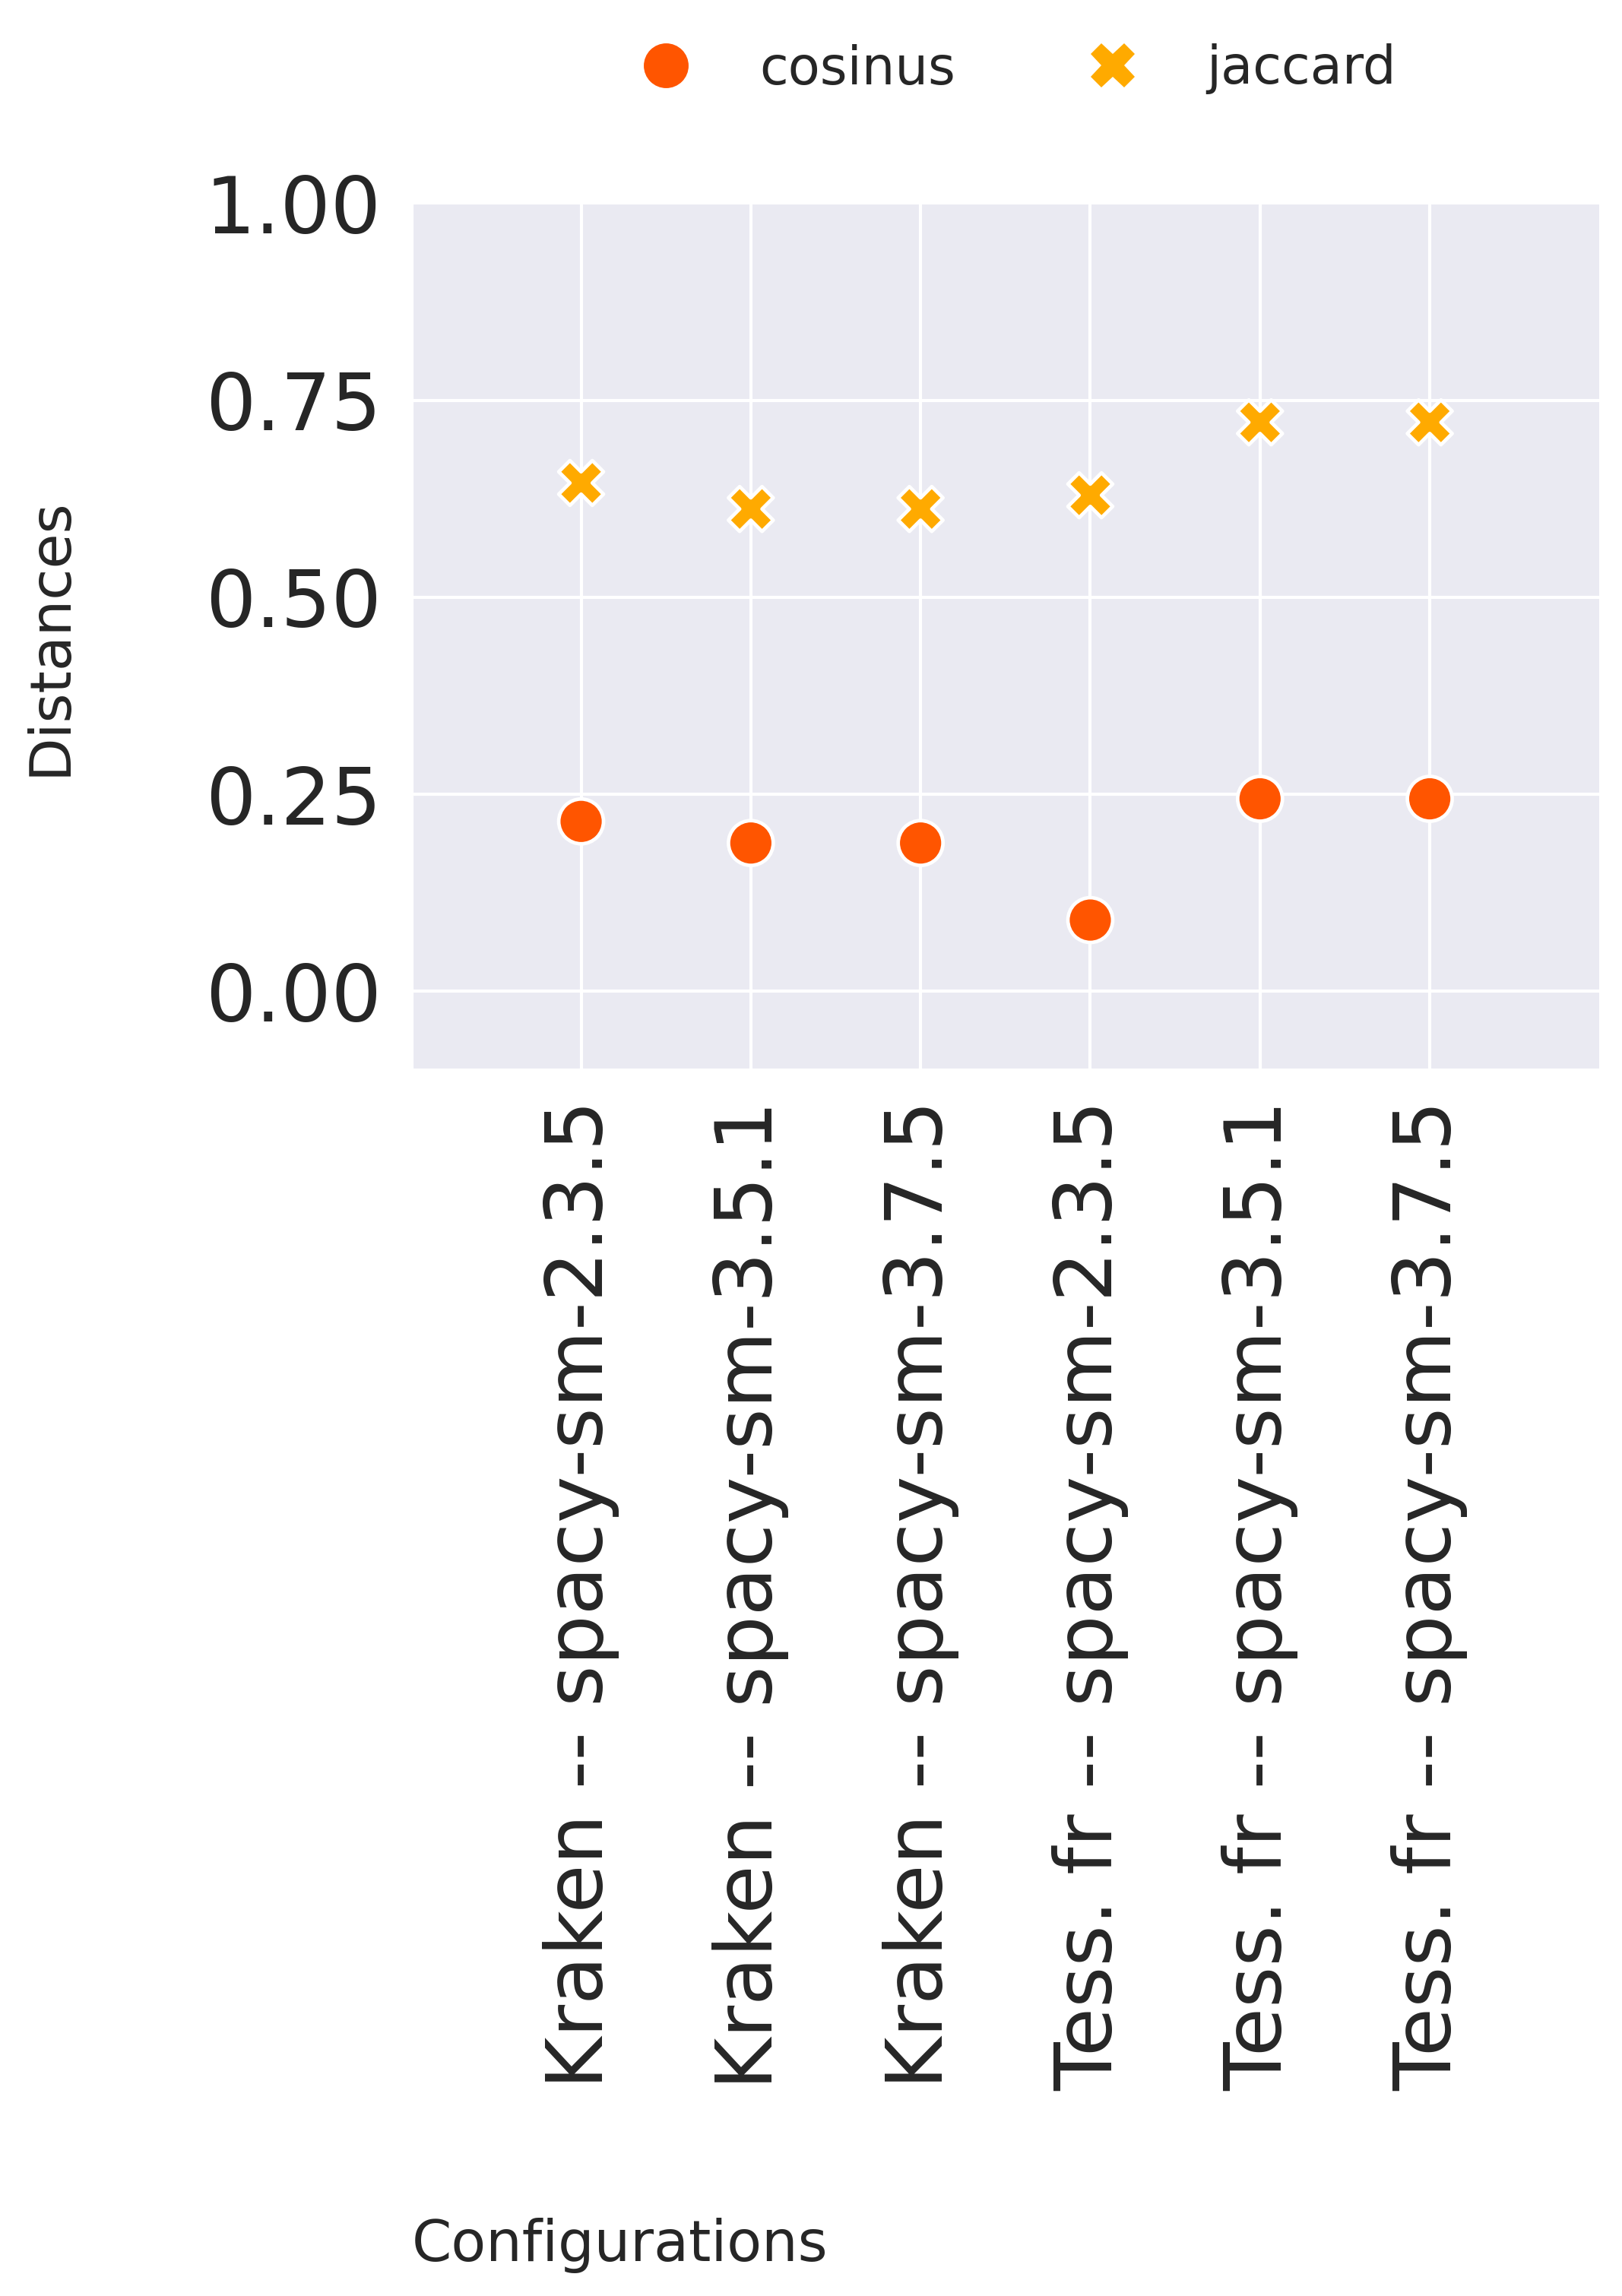 cosinus jaccard
1.00
0.75
0.50
0.25
0.00
Distances
Kraken -- spacy-sm-2.3.5
Kraken -- spacy-sm-3.5.1
Kraken -- spacy-sm-3.7.5
Tess. fr -- spacy-sm-2.3.5
Tess. fr -- spacy-sm-3.5.1
Tess. fr -- spacy-sm-3.7.5
Configurations